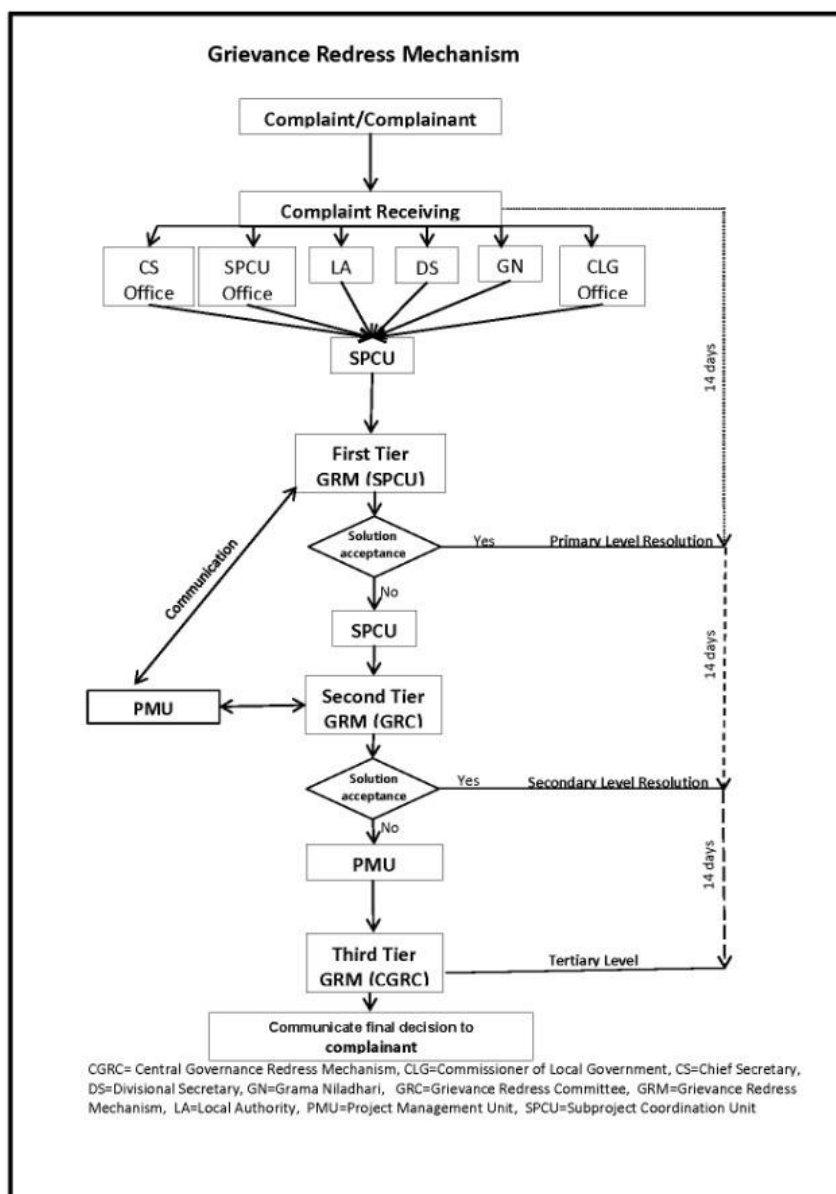 Grievance Redress Mechanism
Complaint/Complainant
Complaint Receiving
CS
Office
SPCU
Office
LA
DS
GN
CLG
Office
SPCU
14 days
First Tier
GRM (SPCU)
Solution
acceptance
Yes
Primary Level Resolution
Communication
No
SPCU
14 days
PMU
Second Tier
GRM (GRC)
Solution
acceptance
Yes
Secondary Level Resolution
No
PMU
14 days
Third Tier
GRM (CGRC)
Tertiary Level
Communicate final decision to
complainant
CGRC= Central Governance Redress Mechanism, CLG=Commissioner of Local Government, CS=Chief Secretary,
DS=Divisional Secretary, GN=Grama Niladhari, GRC=Grievance Redress Committee, GRM=Grievance Redress
Mechanism, LA=Local Authority, PMU=Project Management Unit, SPCU=Subproject Coordination Unit